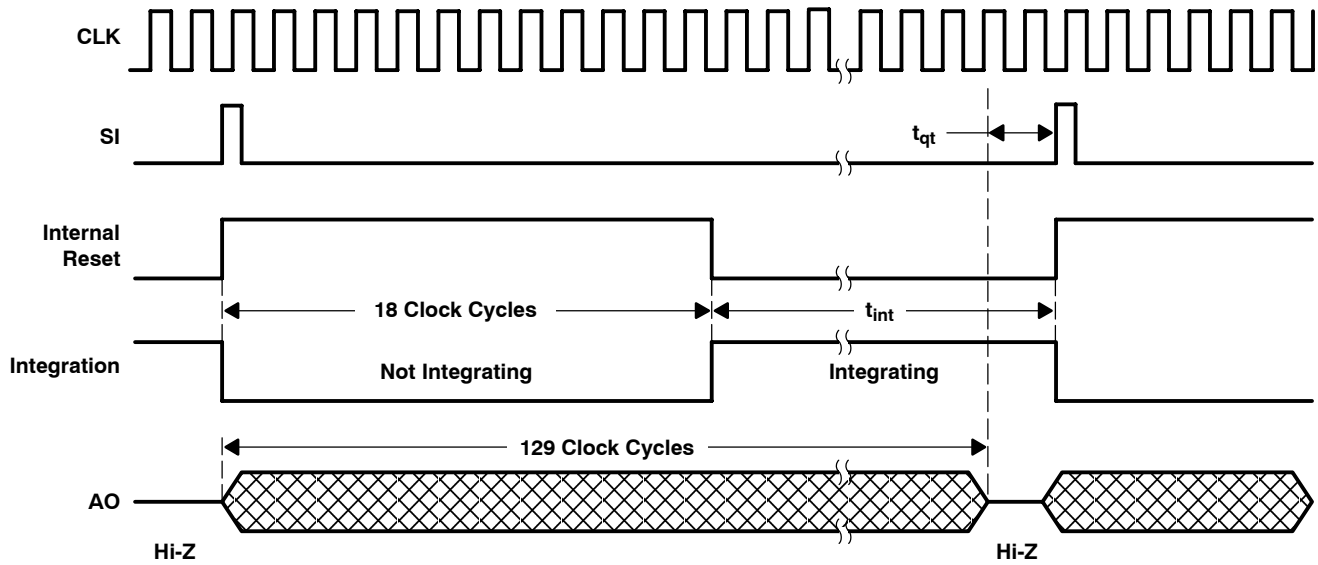 CLK
SI
t_qt
Internal
Reset
18 Clock Cycles
t_int
Integration
Not Integrating
Integrating
129 Clock Cycles
AO
Hi-Z
Hi-Z